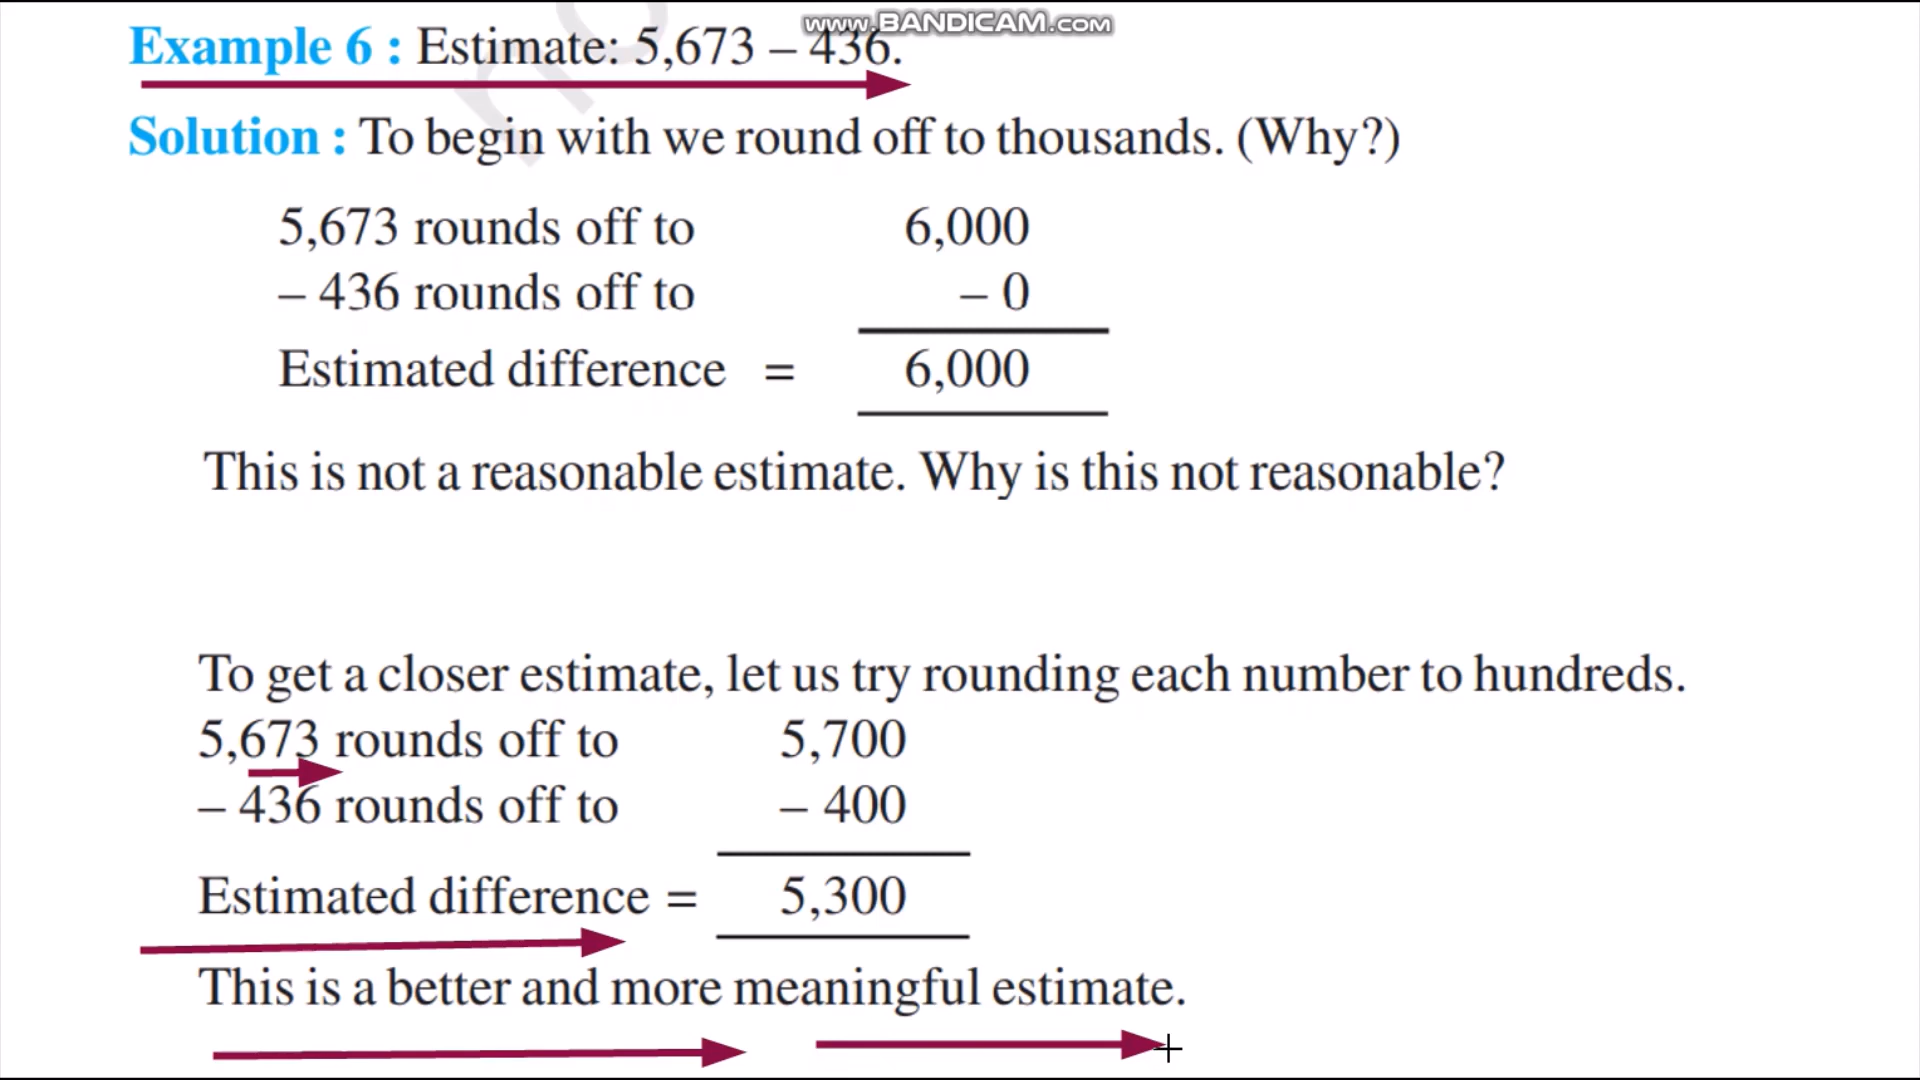 www.BANDICAM.com
Example 6 : Estimate: 5,673 – 436.
Solution : To begin with we round off to thousands. (Why?)
5,673 rounds off to 6,000
– 436 rounds off to – 0
Estimated difference = 6,000
This is not a reasonable estimate. Why is this not reasonable?
To get a closer estimate, let us try rounding each number to hundreds.
5,673 rounds off to 5,700
– 436 rounds off to – 400
Estimated difference = 5,300
This is a better and more meaningful estimate.